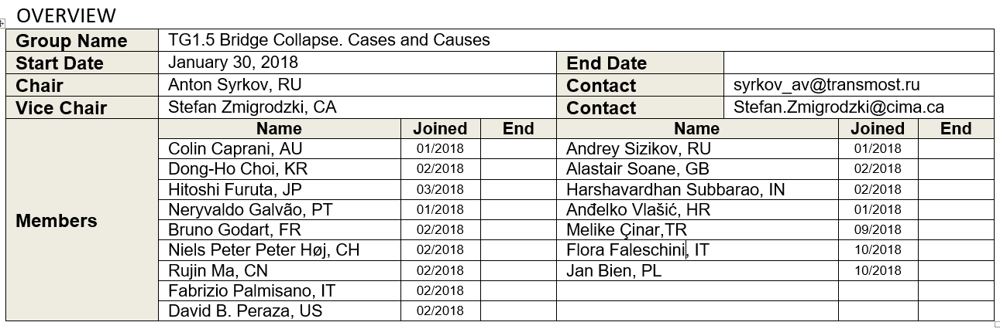 OVERVIEW
Group Name TG1.5 Bridge Collapse. Cases and Causes
Start Date January 30, 2018 End Date
Chair Anton Syrkov, RU Contact syrkov_av@transmost.ru
Vice Chair Stefan Zmigrodzki, CA Contact Stefan.Zmigrodzki@cima.ca
Members
Name Joined End Name Joined End
Colin Caprani, AU 01/2018 Andrey Sizikov, RU 01/2018
Dong-Ho Choi, KR 02/2018 Alastair Soane, GB 02/2018
Hitoshi Furuta, JP 03/2018 Harshavardhan Subbarao, IN 02/2018
Neryvaldo Galvão, PT 01/2018 Anđelko Vlašić, HR 01/2018
Bruno Godart, FR 02/2018 Melike Çinar,TR 09/2018
Niels Peter Peter Høj, CH 02/2018 Flora Faleschini, IT 10/2018
Rujin Ma, CN 02/2018 Jan Bien, PL 10/2018
Fabrizio Palmisano, IT 02/2018
David B. Peraza, US 02/2018